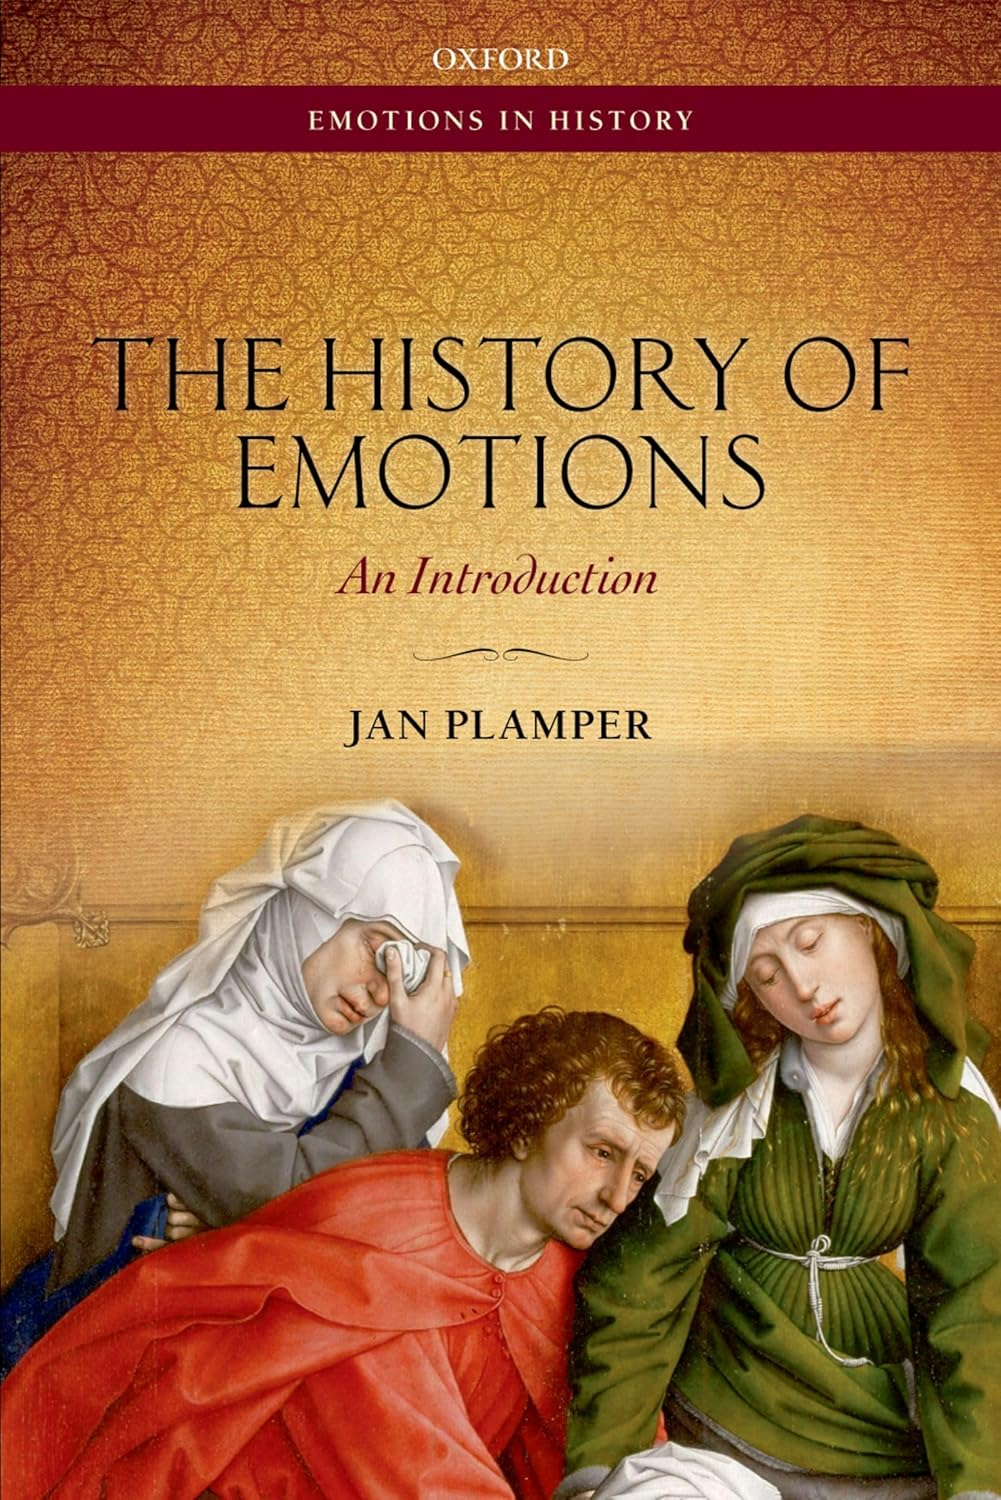 OXFORD
EMOTIONS IN HISTORY
THE HISTORY OF
EMOTIONS
An Introduction
JAN PLAMPER